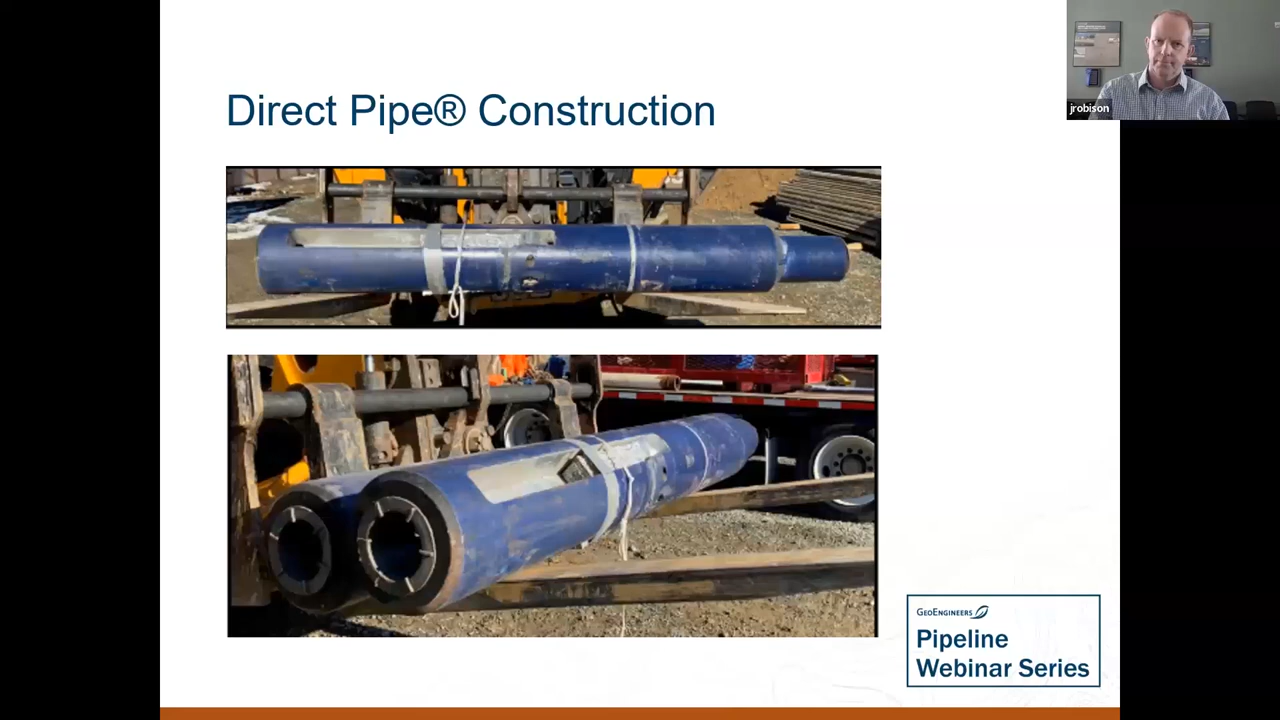 jrobison
Direct Pipe® Construction
GEOENGINEERS
Pipeline
Webinar Series